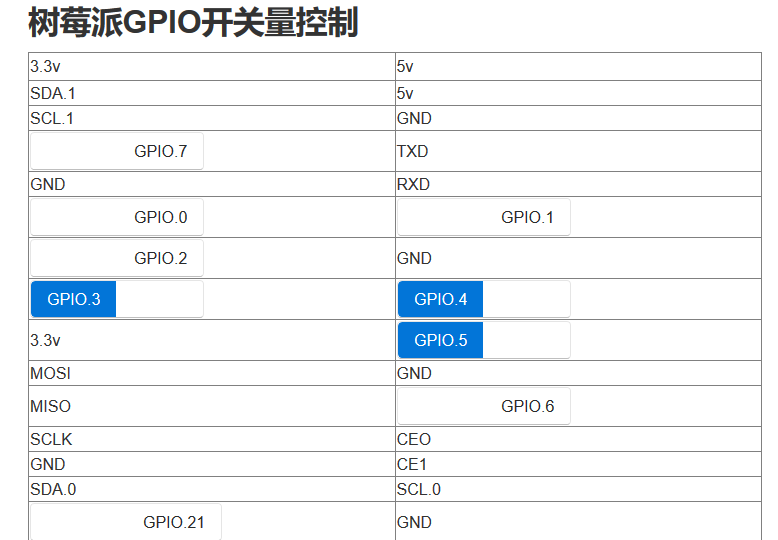 树莓派GPIO开关量控制
3.3v 5v
SDA.1 5v
SCL.1 GND
GPIO.7 TXD
GND RXD
GPIO.0 GPIO.1
GPIO.2 GND
GPIO.3 GPIO.4
3.3v GPIO.5
MOSI GND
MISO GPIO.6
SCLK CEO
GND CE1
SDA.0 SCL.0
GPIO.21 GND